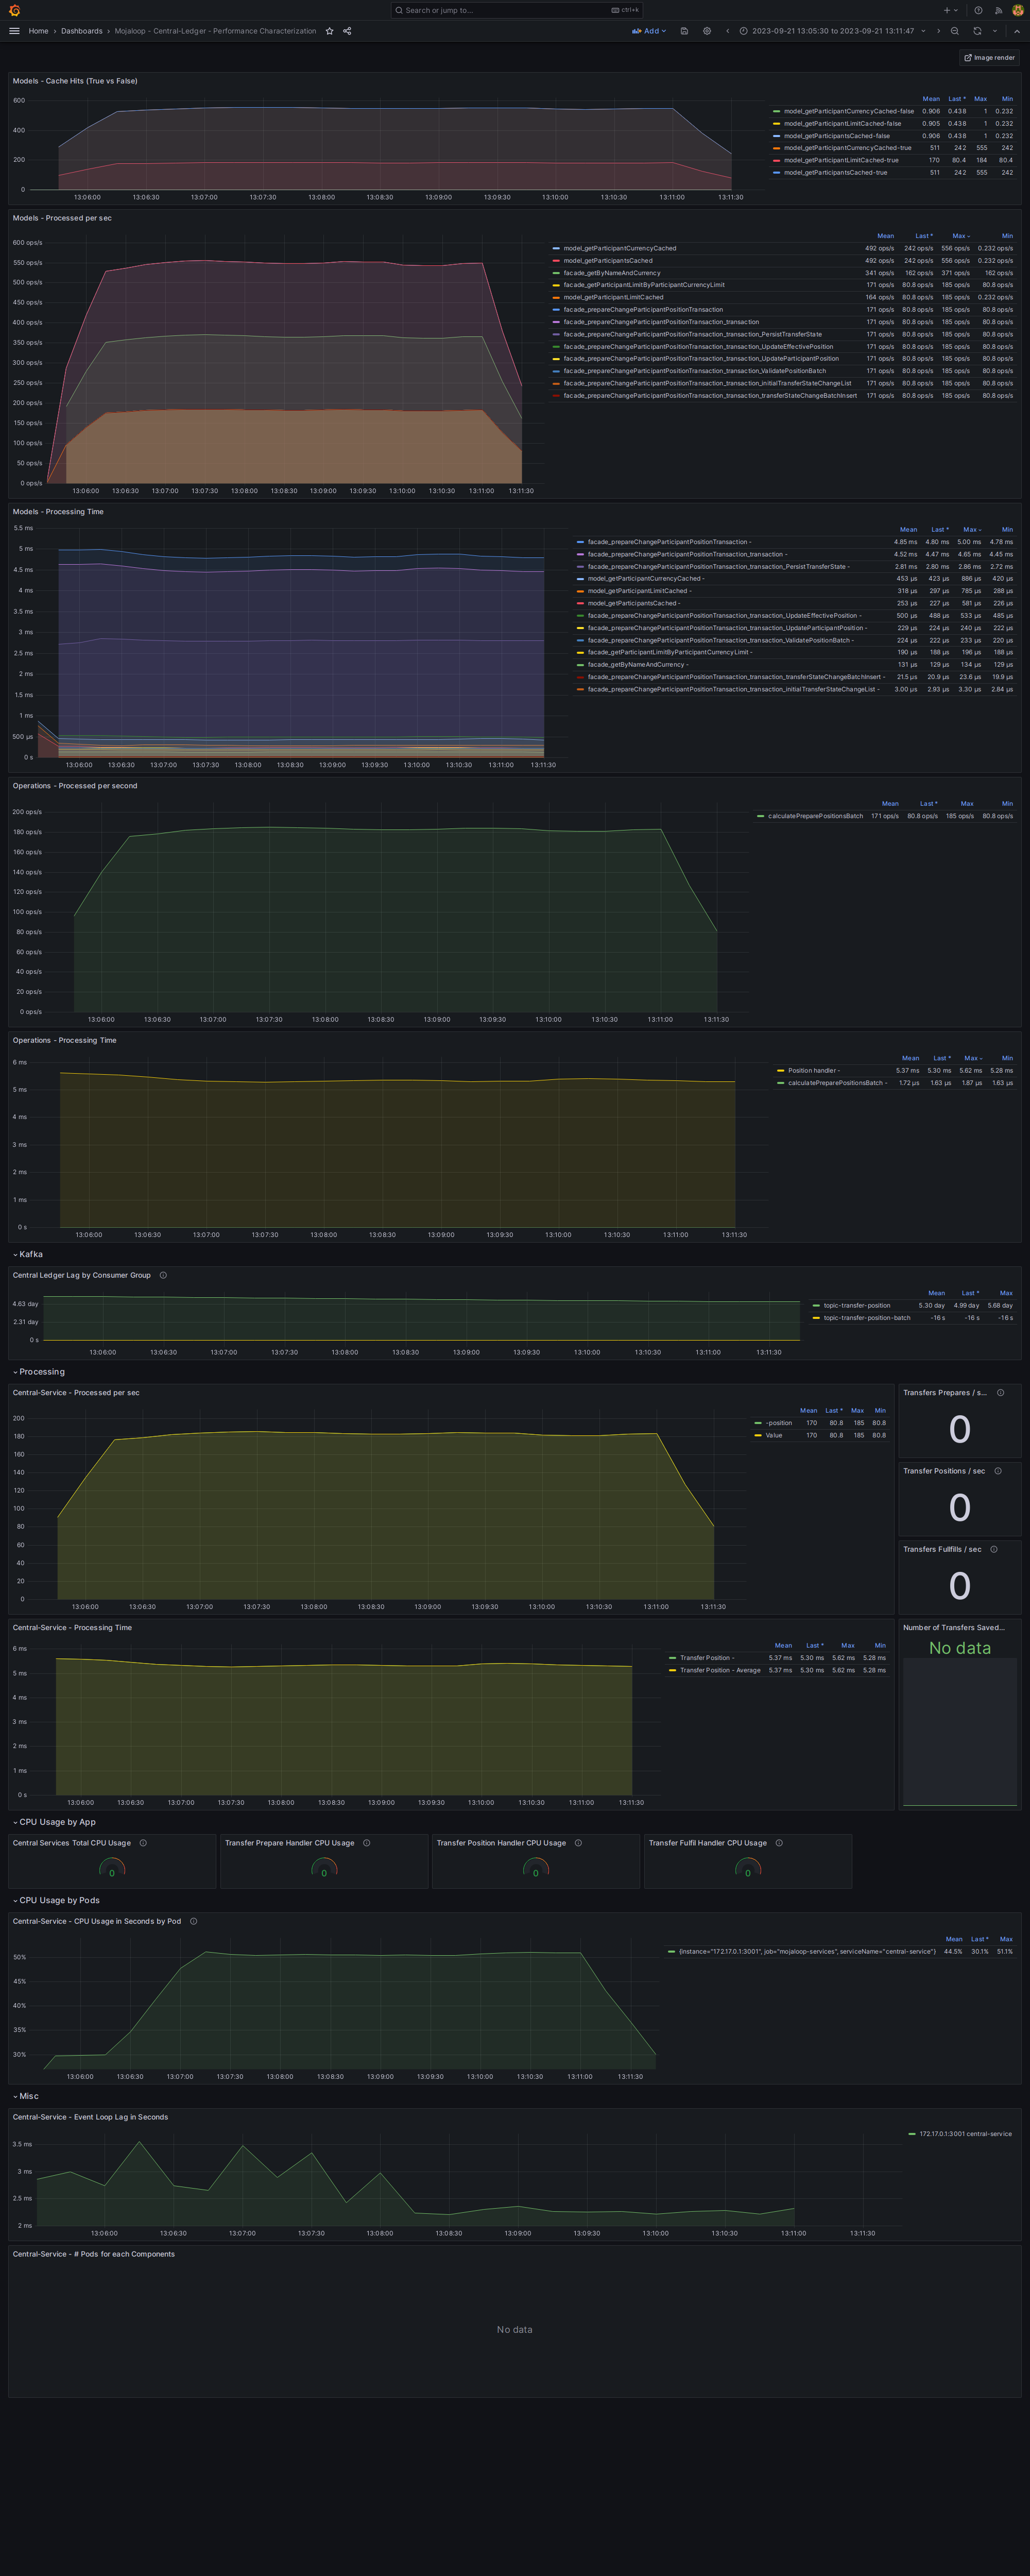 Search or jump to... ctrl+k
Home › Dashboards › Mojaloop - Central-Ledger - Performance Characterization Add 2023-09-21 13:05:30 to 2023-09-21 13:11:47
Image render
Models - Cache Hits (True vs False)
600
400
200
0
13:06:00 13:06:30 13:07:00 13:07:30 13:08:00 13:08:30 13:09:00 13:09:30 13:10:00 13:10:30 13:11:00 13:11:30
Mean Last * Max Min
model_getParticipantCurrencyCached-false 0.906 0.438 1 0.232
model_getParticipantLimitCached-false 0.905 0.438 1 0.232
model_getParticipantsCached-false 0.906 0.438 1 0.232
model_getParticipantCurrencyCached-true 511 242 555 242
model_getParticipantLimitCached-true 170 80.4 184 80.4
model_getParticipantsCached-true 511 242 555 242
Models - Processed per sec
600 ops/s
550 ops/s
500 ops/s
450 ops/s
400 ops/s
350 ops/s
300 ops/s
250 ops/s
200 ops/s
150 ops/s
100 ops/s
50 ops/s
0 ops/s
13:06:00 13:06:30 13:07:00 13:07:30 13:08:00 13:08:30 13:09:00 13:09:30 13:10:00 13:10:30 13:11:00 13:11:30
Mean Last * Max Min
model_getParticipantCurrencyCached 492 ops/s 242 ops/s 556 ops/s 0.232 ops/s
model_getParticipantsCached 492 ops/s 242 ops/s 556 ops/s 0.232 ops/s
facade_getByNameAndCurrency 341 ops/s 162 ops/s 371 ops/s 162 ops/s
facade_getParticipantLimitByParticipantCurrencyLimit 171 ops/s 80.8 ops/s 185 ops/s 80.8 ops/s
model_getParticipantLimitCached 164 ops/s 80.8 ops/s 185 ops/s 0.232 ops/s
facade_prepareChangeParticipantPositionTransaction 171 ops/s 80.8 ops/s 185 ops/s 80.8 ops/s
facade_prepareChangeParticipantPositionTransaction_transaction 171 ops/s 80.8 ops/s 185 ops/s 80.8 ops/s
facade_prepareChangeParticipantPositionTransaction_transaction_PersistTransferState 171 ops/s 80.8 ops/s 185 ops/s 80.8 ops/s
facade_prepareChangeParticipantPositionTransaction_transaction_UpdateEffectivePosition 171 ops/s 80.8 ops/s 185 ops/s 80.8 ops/s
facade_prepareChangeParticipantPositionTransaction_transaction_UpdateParticipantPosition 171 ops/s 80.8 ops/s 185 ops/s 80.8 ops/s
facade_prepareChangeParticipantPositionTransaction_transaction_ValidatePositionBatch 171 ops/s 80.8 ops/s 185 ops/s 80.8 ops/s
facade_prepareChangeParticipantPositionTransaction_transaction_initialTransferStateChangeList 171 ops/s 80.8 ops/s 185 ops/s 80.8 ops/s
facade_prepareChangeParticipantPositionTransaction_transaction_transferStateChangeBatchInsert 171 ops/s 80.8 ops/s 185 ops/s 80.8 ops/s
Models - Processing Time
5.5 ms
5 ms
4.5 ms
4 ms
3.5 ms
3 ms
2.5 ms
2 ms
1.5 ms
1 ms
500 µs
0 s
13:06:00 13:06:30 13:07:00 13:07:30 13:08:00 13:08:30 13:09:00 13:09:30 13:10:00 13:10:30 13:11:00 13:11:30
Mean Last * Max Min
facade_prepareChangeParticipantPositionTransaction - 4.85 ms 4.80 ms 5.00 ms 4.78 ms
facade_prepareChangeParticipantPositionTransaction_transaction - 4.52 ms 4.47 ms 4.65 ms 4.45 ms
facade_prepareChangeParticipantPositionTransaction_transaction_PersistTransferState - 2.81 ms 2.80 ms 2.86 ms 2.72 ms
model_getParticipantCurrencyCached - 453 µs 423 µs 886 µs 420 µs
model_getParticipantLimitCached - 318 µs 297 µs 785 µs 288 µs
model_getParticipantsCached - 253 µs 227 µs 581 µs 226 µs
facade_prepareChangeParticipantPositionTransaction_transaction_UpdateEffectivePosition - 500 µs 488 µs 533 µs 485 µs
facade_prepareChangeParticipantPositionTransaction_transaction_UpdateParticipantPosition - 229 µs 224 µs 240 µs 222 µs
facade_prepareChangeParticipantPositionTransaction_transaction_ValidatePositionBatch - 224 µs 222 µs 233 µs 220 µs
facade_getParticipantLimitByParticipantCurrencyLimit - 190 µs 188 µs 196 µs 188 µs
facade_getByNameAndCurrency - 131 µs 129 µs 134 µs 129 µs
facade_prepareChangeParticipantPositionTransaction_transaction_transferStateChangeBatchInsert - 21.5 µs 20.9 µs 23.6 µs 19.9 µs
facade_prepareChangeParticipantPositionTransaction_transaction_initialTransferStateChangeList - 3.00 µs 2.93 µs 3.30 µs 2.84 µs
Operations - Processed per second
200 ops/s
180 ops/s
160 ops/s
140 ops/s
120 ops/s
100 ops/s
80 ops/s
60 ops/s
40 ops/s
20 ops/s
0 ops/s
13:06:00 13:06:30 13:07:00 13:07:30 13:08:00 13:08:30 13:09:00 13:09:30 13:10:00 13:10:30 13:11:00 13:11:30
Mean Last * Max Min
calculatePreparePositionsBatch 171 ops/s 80.8 ops/s 185 ops/s 80.8 ops/s
Operations - Processing Time
6 ms
5 ms
4 ms
3 ms
2 ms
1 ms
0 s
13:06:00 13:06:30 13:07:00 13:07:30 13:08:00 13:08:30 13:09:00 13:09:30 13:10:00 13:10:30 13:11:00 13:11:30
Mean Last * Max Min
Position handler - 5.37 ms 5.30 ms 5.62 ms 5.28 ms
calculatePreparePositionsBatch - 1.72 µs 1.63 µs 1.87 µs 1.63 µs
Kafka
Central Ledger Lag by Consumer Group
4.63 day
2.31 day
0 s
13:06:00 13:06:30 13:07:00 13:07:30 13:08:00 13:08:30 13:09:00 13:09:30 13:10:00 13:10:30 13:11:00 13:11:30
Mean Last * Max
topic-transfer-position 5.30 day 4.99 day 5.68 day
topic-transfer-position-batch -16 s -16 s -16 s
Processing
Central-Service - Processed per sec
200
180
160
140
120
100
80
60
40
20
0
13:06:00 13:06:30 13:07:00 13:07:30 13:08:00 13:08:30 13:09:00 13:09:30 13:10:00 13:10:30 13:11:00 13:11:30
Mean Last * Max Min
-position 170 80.8 185 80.8
Value 170 80.8 185 80.8
Transfers Prepares / s...
0
Transfer Positions / sec
0
Transfers Fullfills / sec
0
Central-Service - Processing Time
6 ms
5 ms
4 ms
3 ms
2 ms
1 ms
0 s
13:06:00 13:06:30 13:07:00 13:07:30 13:08:00 13:08:30 13:09:00 13:09:30 13:10:00 13:10:30 13:11:00 13:11:30
Mean Last * Max Min
Transfer Position - 5.37 ms 5.30 ms 5.62 ms 5.28 ms
Transfer Position - Average 5.37 ms 5.30 ms 5.62 ms 5.28 ms
Number of Transfers Saved...
No data
CPU Usage by App
Central Services Total CPU Usage
0
Transfer Prepare Handler CPU Usage
0
Transfer Position Handler CPU Usage
0
Transfer Fulfil Handler CPU Usage
0
CPU Usage by Pods
Central-Service - CPU Usage in Seconds by Pod
50%
45%
40%
35%
30%
13:06:00 13:06:30 13:07:00 13:07:30 13:08:00 13:08:30 13:09:00 13:09:30 13:10:00 13:10:30 13:11:00 13:11:30
Mean Last * Max
{instance="172.17.0.1:3001", job="mojaloop-services", serviceName="central-service"} 44.5% 30.1% 51.1%
Misc
Central-Service - Event Loop Lag in Seconds
3.5 ms
3 ms
2.5 ms
2 ms
13:06:00 13:06:30 13:07:00 13:07:30 13:08:00 13:08:30 13:09:00 13:09:30 13:10:00 13:10:30 13:11:00 13:11:30
172.17.0.1:3001 central-service
Central-Service - # Pods for each Components
No data